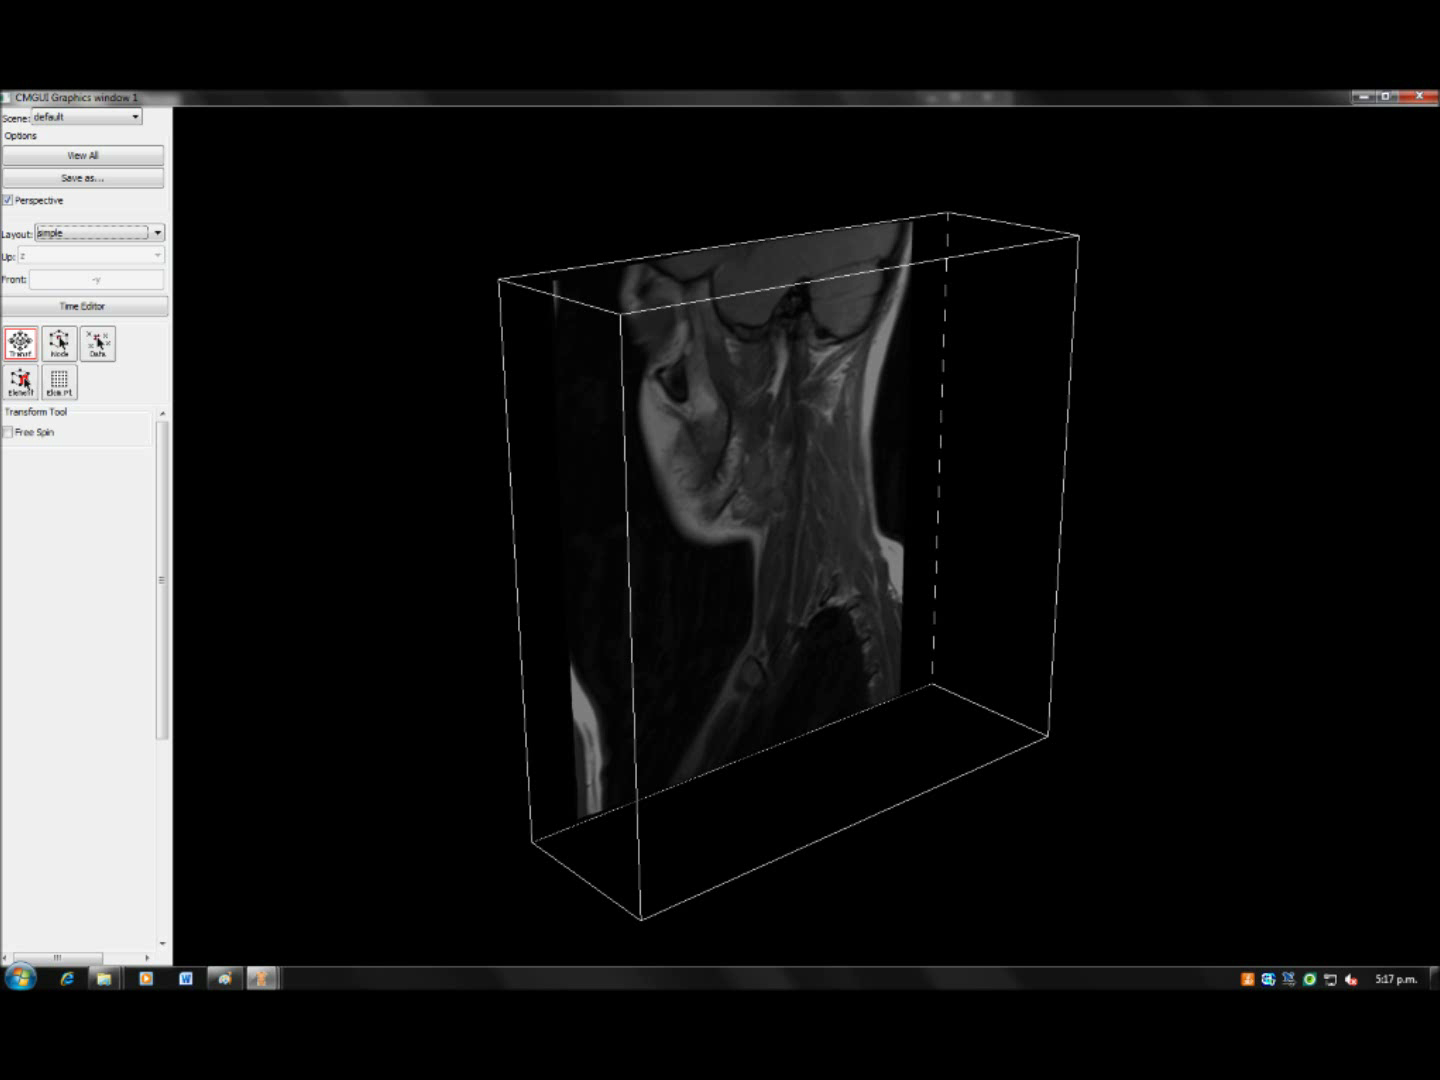 CMGUI Graphics window 1
Scene: default
Options
View All
Save as...
Perspective
Layout: simple
Up: z
Front: -y
Time Editor
Transf Node Data
Element Elem.Pt
Transform Tool
Free Spin
5:17 p.m.